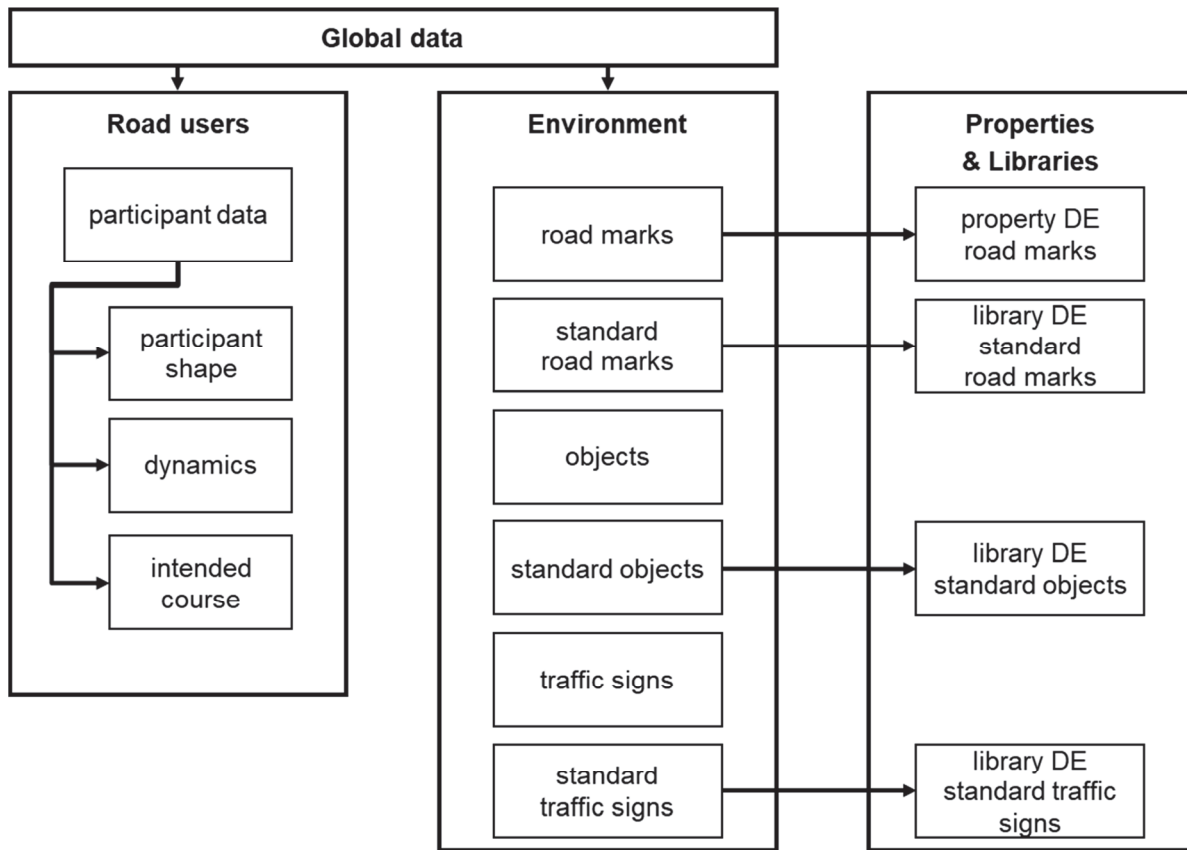 Global data
Road users
participant data
participant
shape
dynamics
intended
course
Environment
road marks
standard
road marks
objects
standard objects
traffic signs
standard
traffic signs
Properties
& Libraries
property DE
road marks
library DE
standard
road marks
library DE
standard objects
library DE
standard traffic
signs